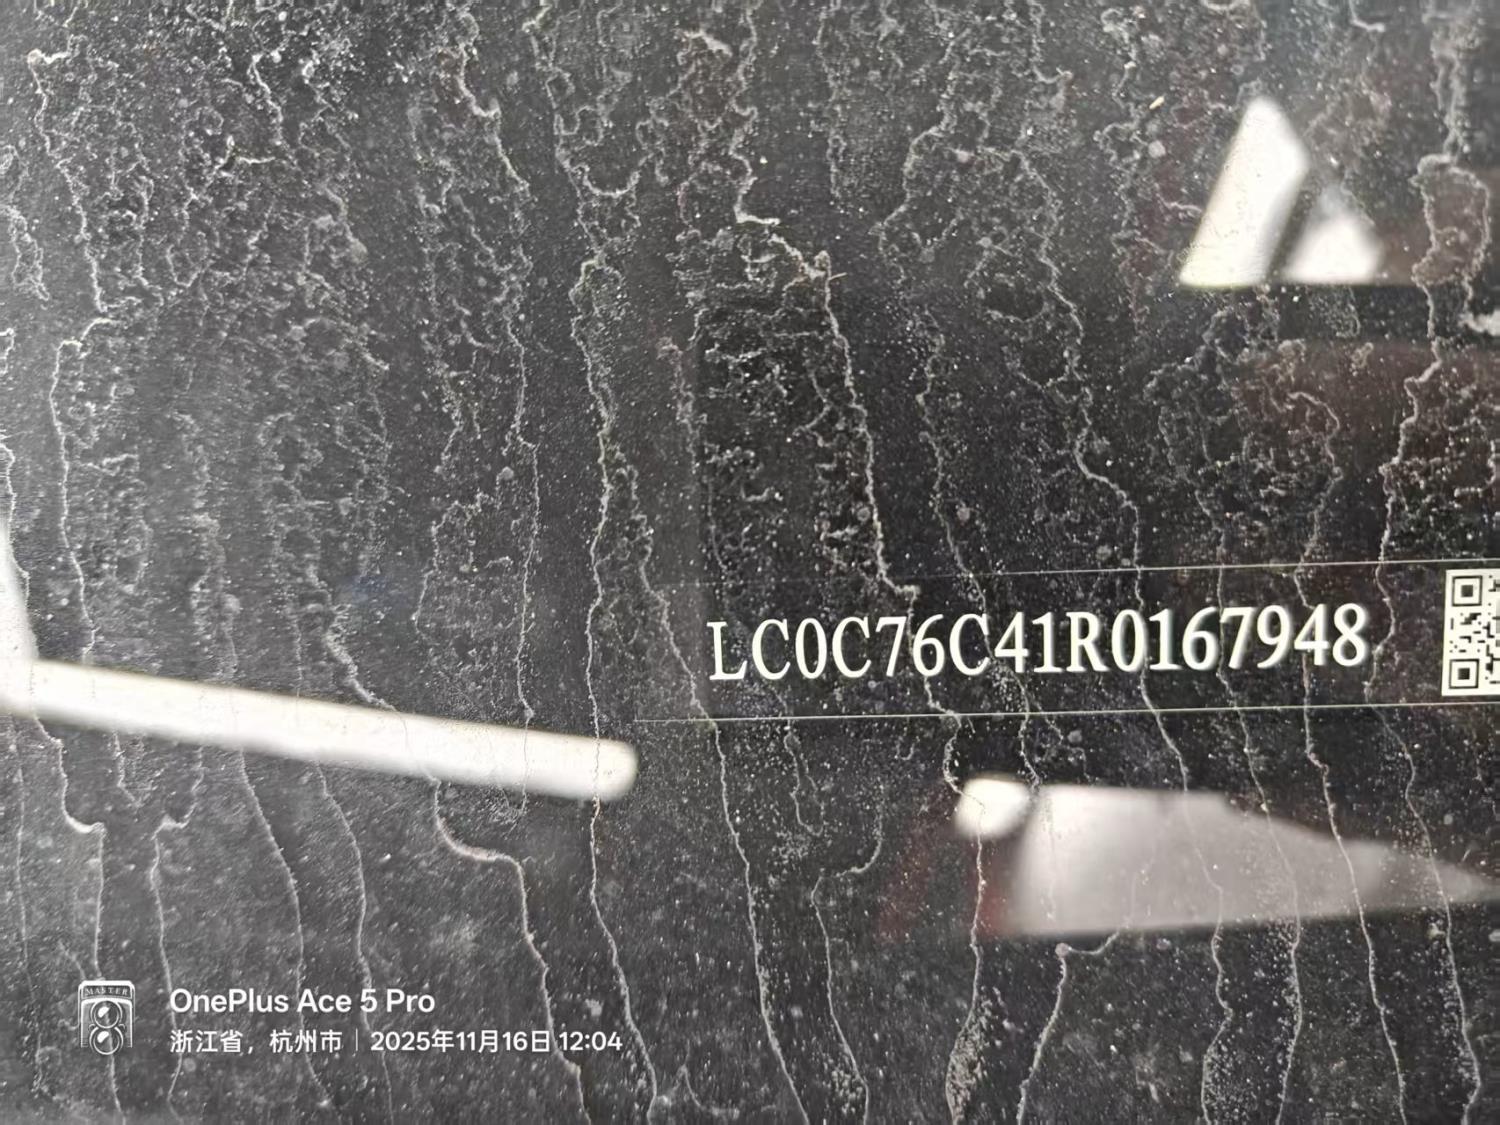 LC0C76C41R0167948
MASTER
OnePlus Ace 5 Pro
浙江省，杭州市 | 2025年11月16日 12:04